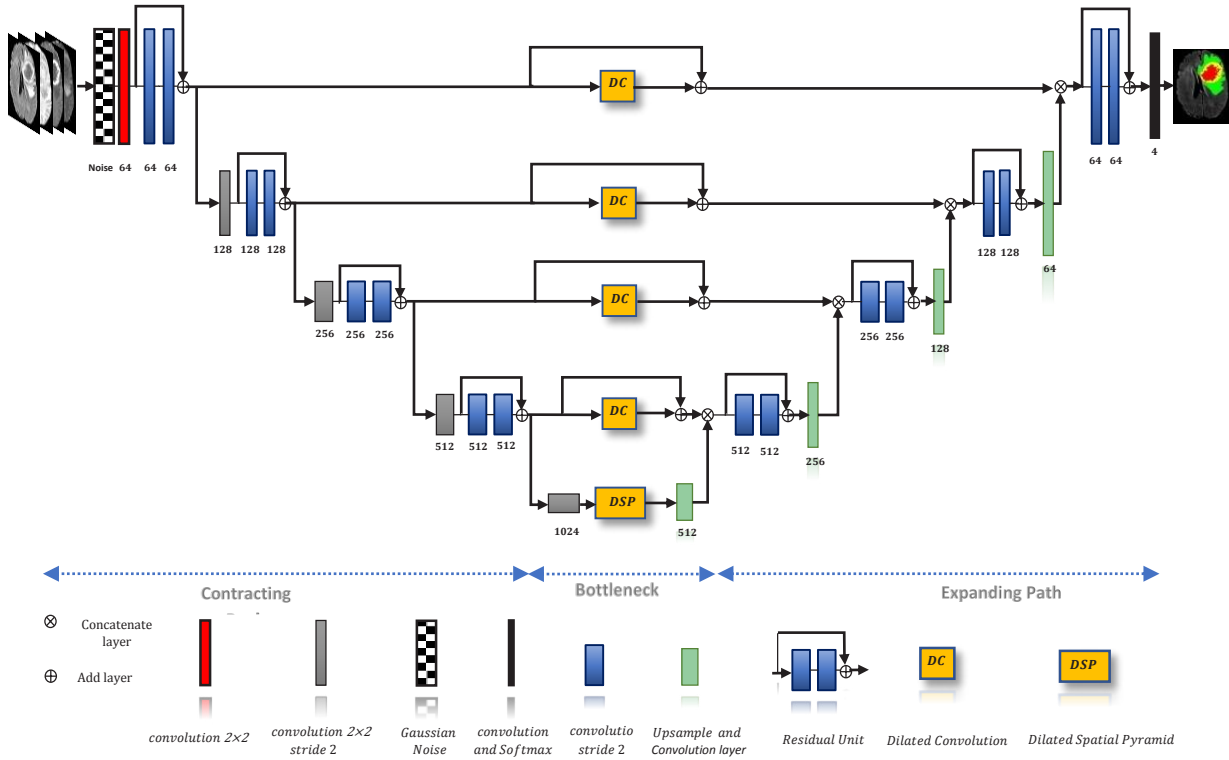 DC
Noise 64 64 64
64 64
4
DC
128 128 128
128 128
64
DC
256 256 256
256 256
128
DC
512 512 512
512 512
256
DSP
1024
512
Contracting
Bottleneck
Expanding Path
⊗ Concatenate
layer
⊕ Add layer
DC
DSP
convolution 2×2
convolution 2×2
stride 2
Gaussian
Noise
convolution
and Softmax
convolutio
stride 2
Upsample and
Convolution layer
Residual Unit
Dilated Convolution
Dilated Spatial Pyramid